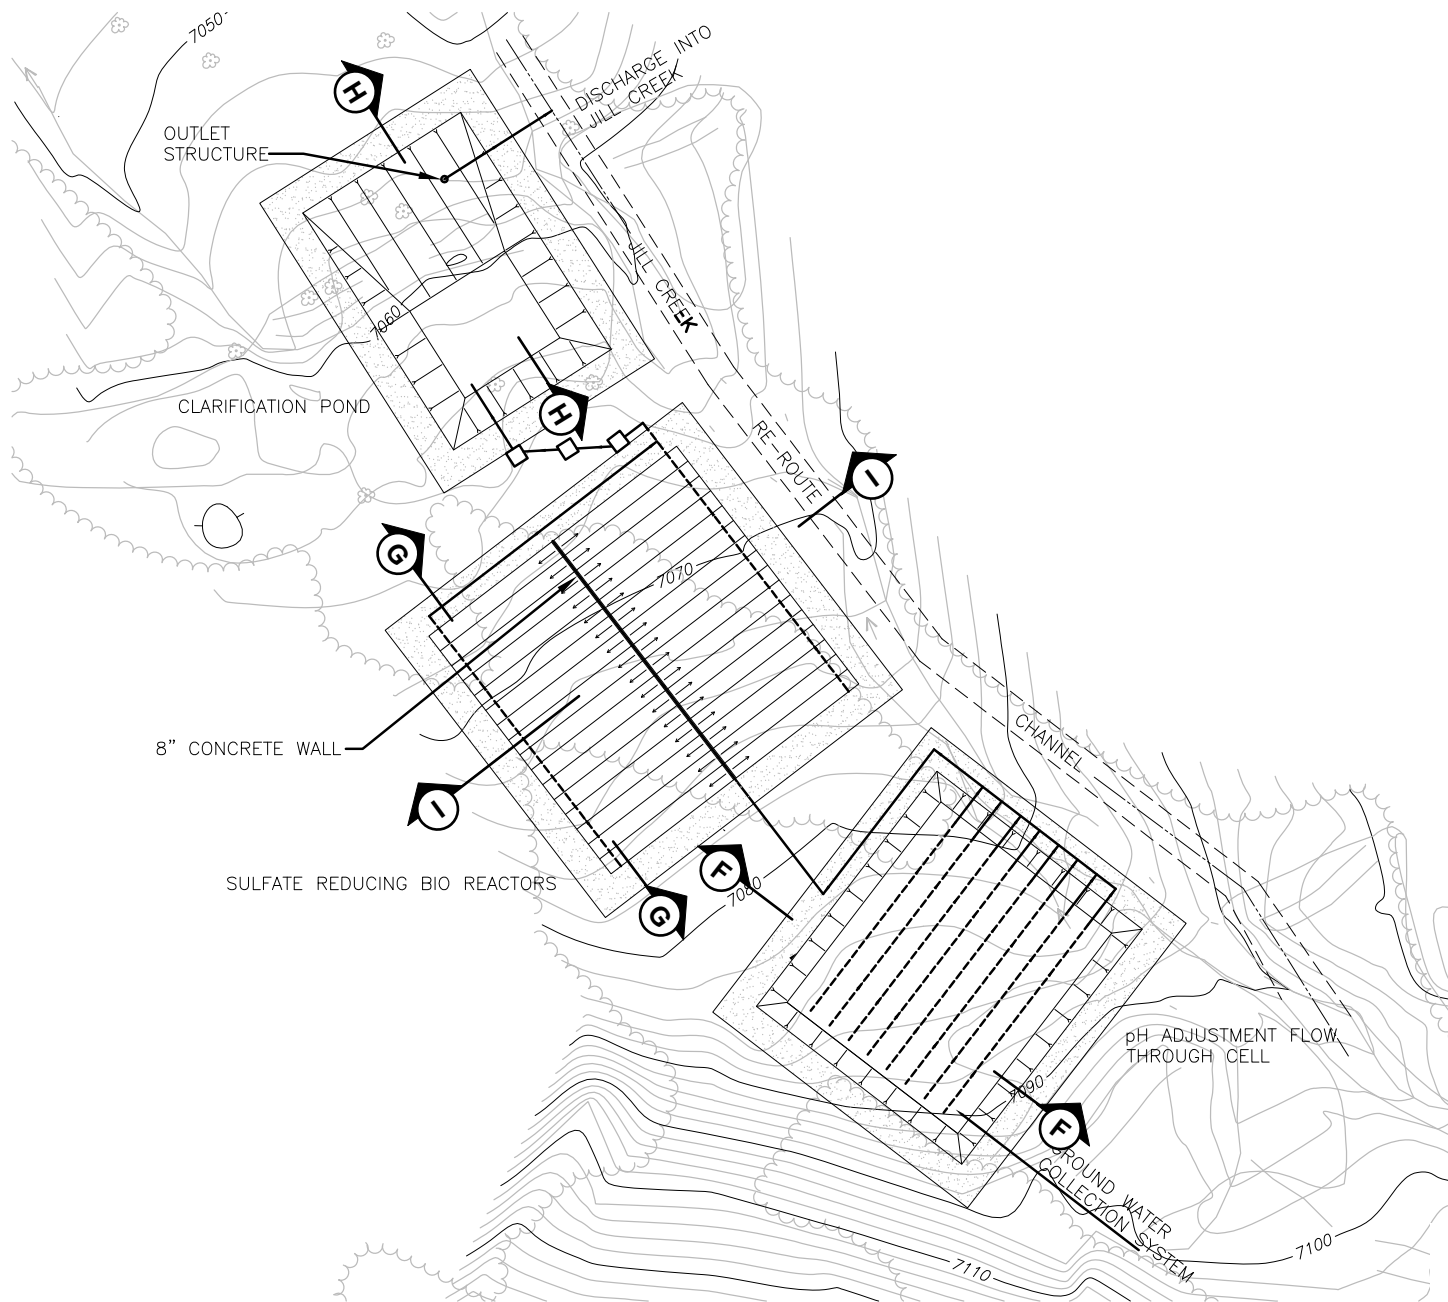 7050
DISCHARGE INTO
JILL CREEK
H
OUTLET
STRUCTURE
JILL CREEK
7060
CLARIFICATION POND
H
RE-ROUTE
I
G
7070
8" CONCRETE WALL
CHANNEL
I
SULFATE REDUCING BIO REACTORS
F
7080
G
pH ADJUSTMENT FLOW
THROUGH CELL
7090
F
GROUND WATER
COLLECTION SYSTEM
7100
7110